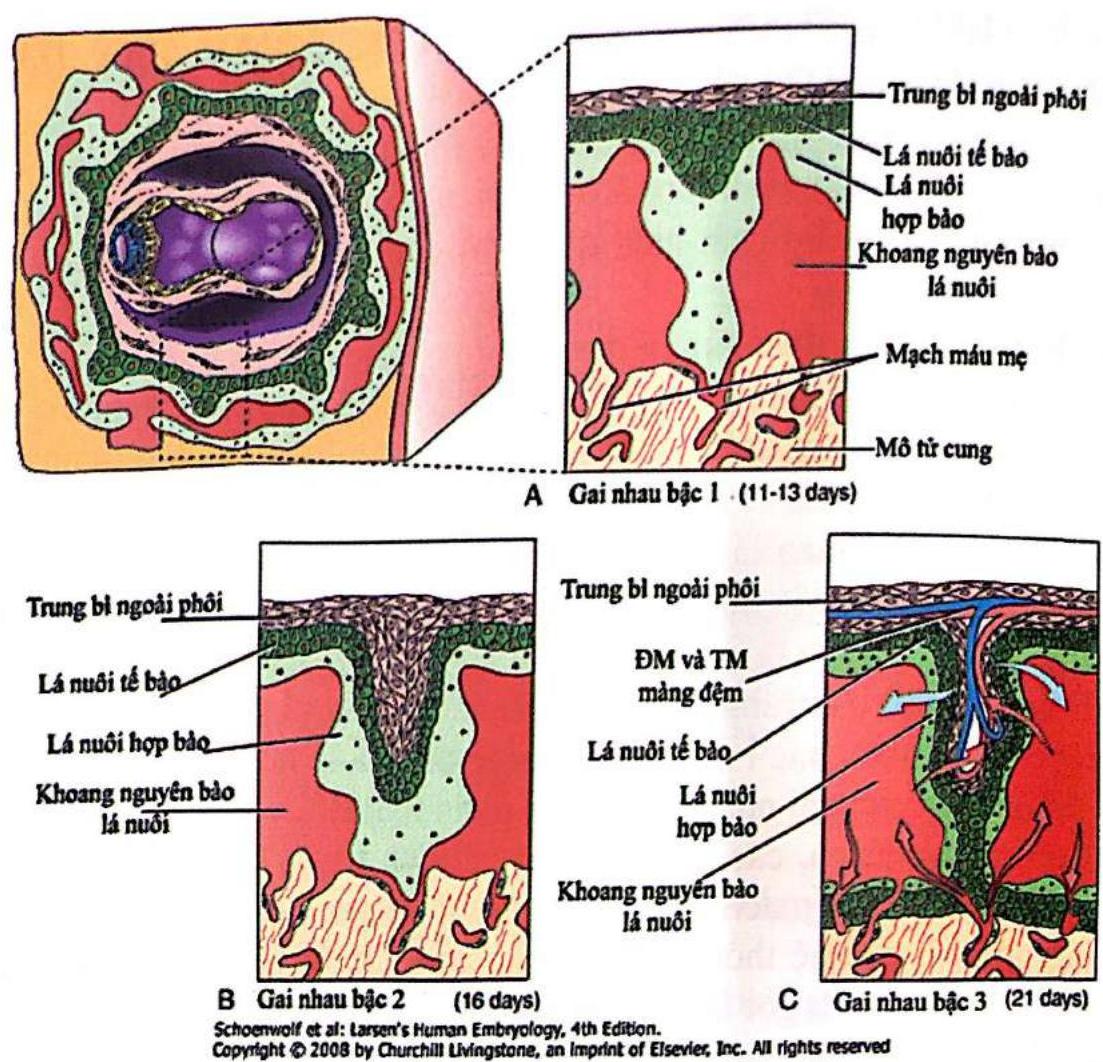 Trung bì ngoài phôi
Lá nuôi tế bào
Lá nuôi
hợp bào
Khoang nguyên bào
lá nuôi
Mạch máu mẹ
Mô tử cung
A Gai nhau bậc 1 (11-13 days)
Trung bì ngoài phôi
Lá nuôi tế bào
Lá nuôi hợp bào
Khoang nguyên bào
lá nuôi
B Gai nhau bậc 2 (16 days)
Trung bì ngoài phôi
ĐM và TM
màng đệm
Lá nuôi tế bào
Lá nuôi
hợp bào
Khoang nguyên bào
lá nuôi
C Gai nhau bậc 3 (21 days)
Schoenwolf et al: Larsen's Human Embryology, 4th Edition.
Copyright © 2008 by Churchill Livingstone, an imprint of Elsevier, Inc. All rights reserved